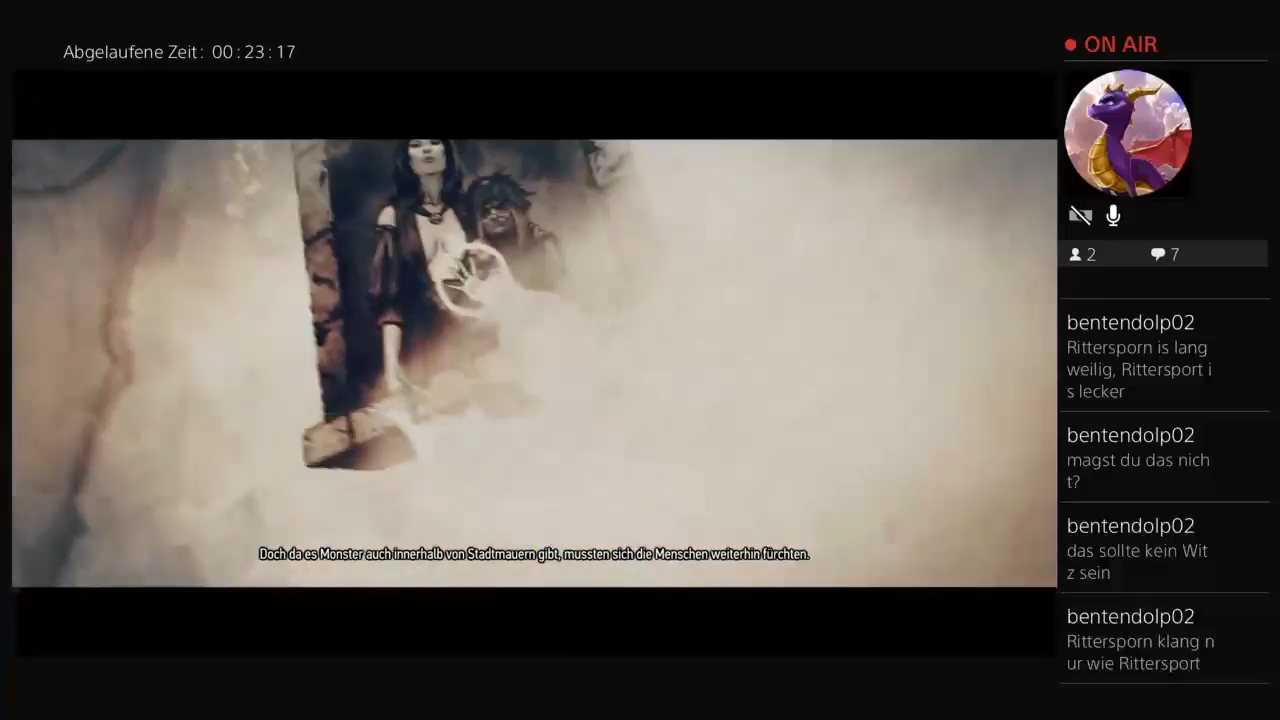 Abgelaufene Zeit: 00:23:17
ON AIR
2
7
bentendolp02
Rittersporn is lang
weilig, Rittersport i
s lecker
bentendolp02
magst du das nich
t?
bentendolp02
das sollte kein Wit
z sein
bentendolp02
Rittersporn klang n
ur wie Rittersport
Doch da es Monster auch innerhalb von Stadtmauern gibt, mussten sich die Menschen weiterhin fürchten.